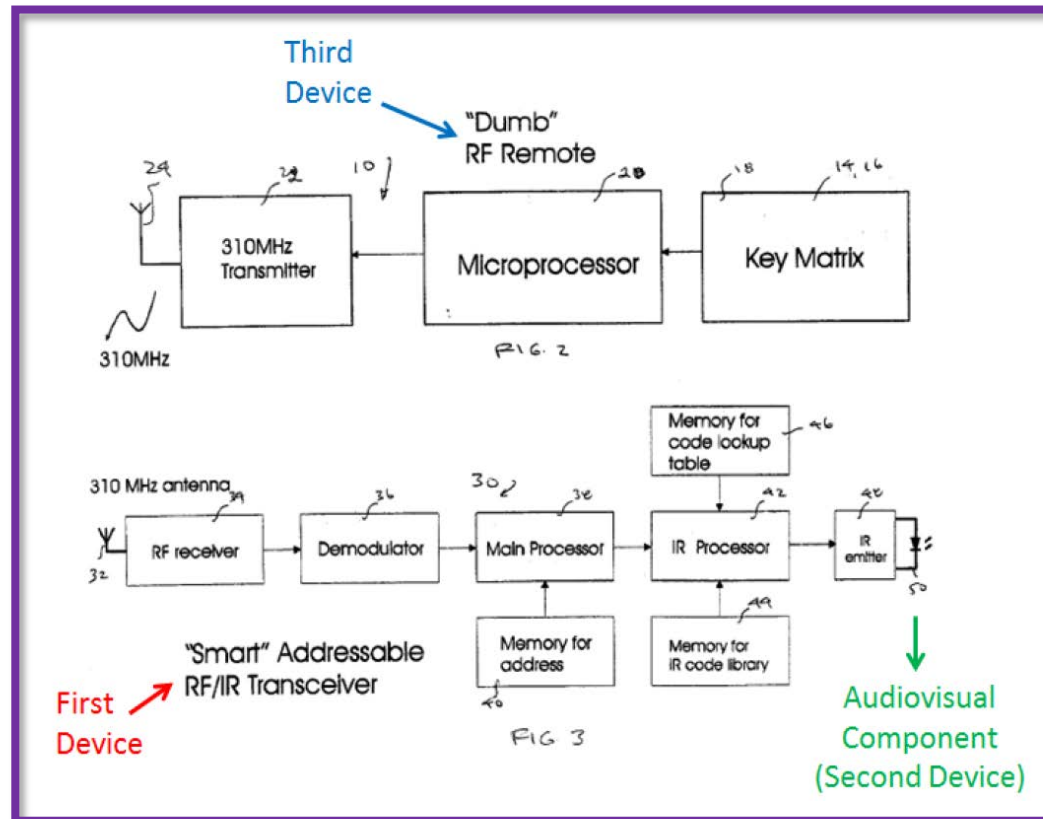 Third
Device
"Dumb"
RF Remote
24
22
10
20
18
14, 16
310MHz
Transmitter
Microprocessor
Key Matrix
310MHz
FIG. 2
Memory for
code lookup
table
46
310 MHz antenna
34
36
30
38
42
48
RF receiver
Demodulator
Main Processor
IR Processor
IR
emitter
32
50
44
"Smart" Addressable
RF/IR Transceiver
Memory for
address
Memory for
IR code library
40
First
Device
FIG 3
Audiovisual
Component
(Second Device)